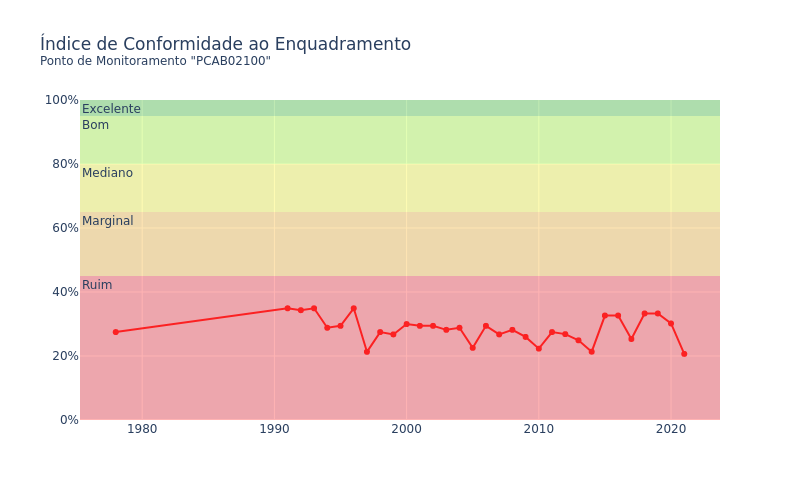 Índice de Conformidade ao Enquadramento
Ponto de Monitoramento "PCAB02100"
100%
Excelente
Bom
80%
Mediano
Marginal
60%
Ruim
40%
20%
0%
1980 1990 2000 2010 2020